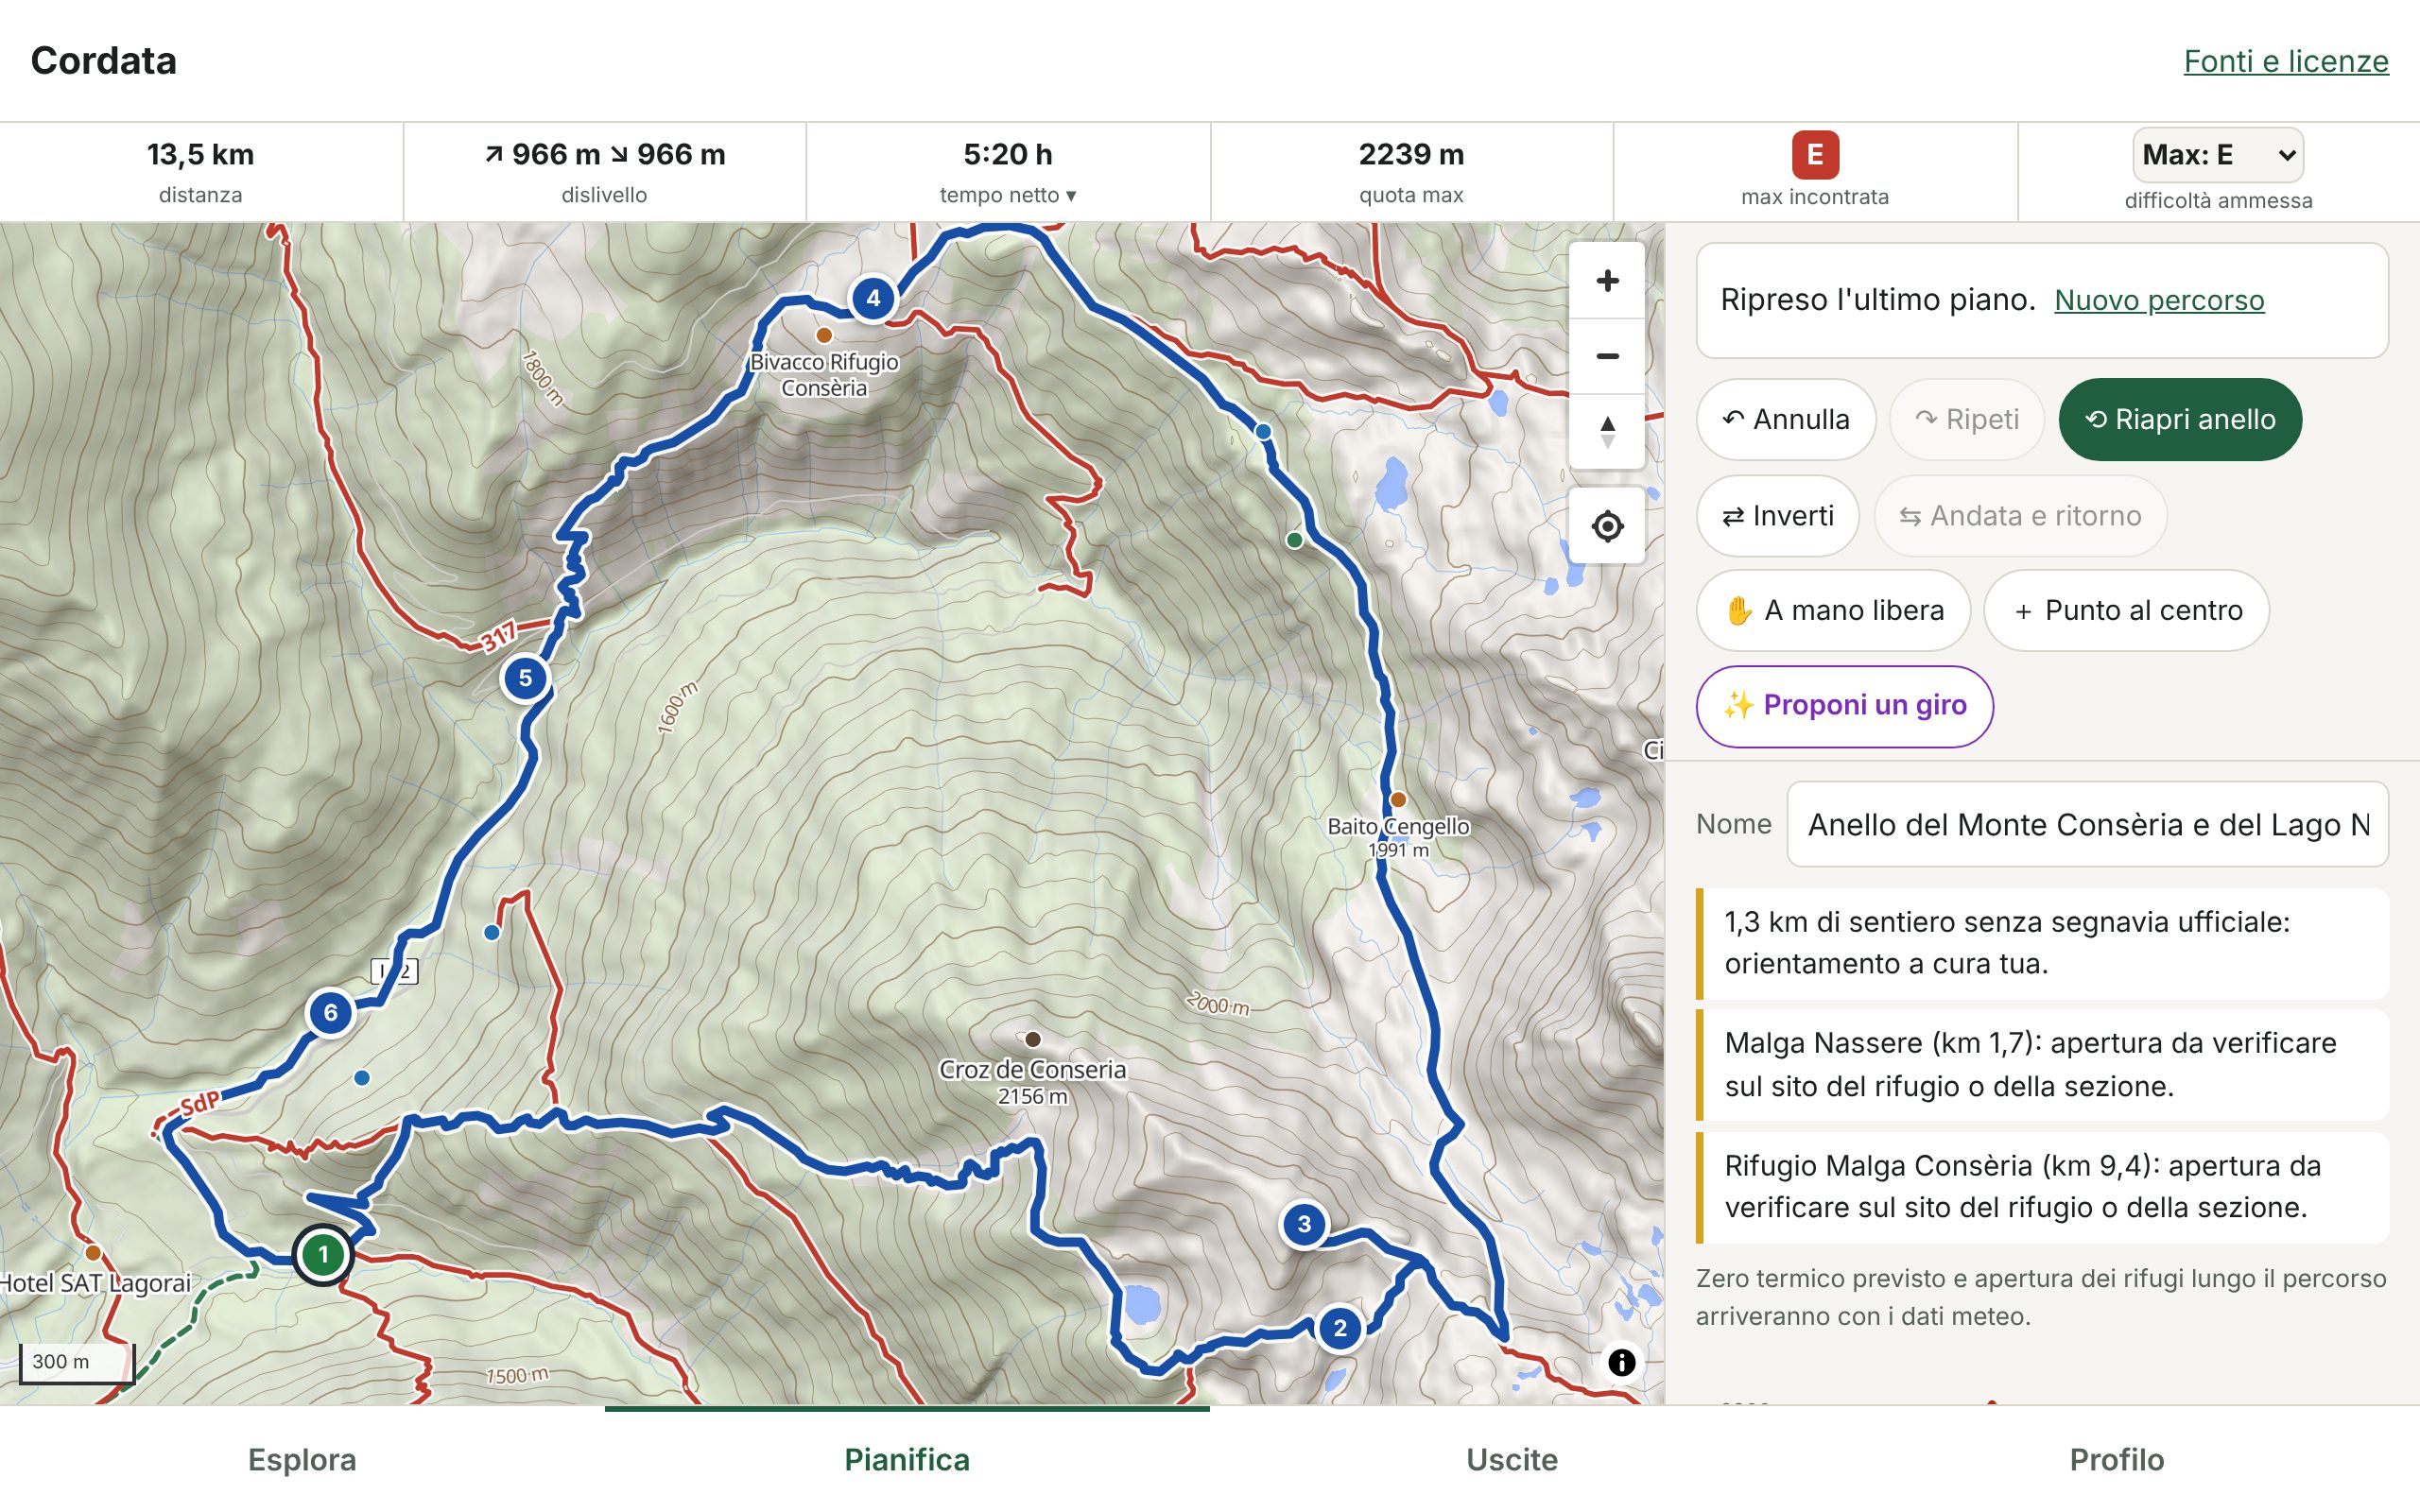 Cordata
Fonti e licenze
13,5 km
distanza
↗ 966 m ↘ 966 m
dislivello
5:20 h
tempo netto ▾
2239 m
quota max
E
max incontrata
Max: E
difficoltà ammessa
4
Bivacco Rifugio
Consèria
1800 m
317
5
1600 m
Baito Cengello
1991 m
Ci
6
2000 m
Croz de Conseria
2156 m
SdP
3
1
Hotel SAT Lagorai
2
300 m
1500 m
+
−
Ripreso l'ultimo piano. Nuovo percorso
↶ Annulla
↷ Ripeti
⟲ Riapri anello
⇄ Inverti
⇆ Andata e ritorno
✋ A mano libera
+ Punto al centro
✨ Proponi un giro
Nome
Anello del Monte Consèria e del Lago N
1,3 km di sentiero senza segnavia ufficiale:
orientamento a cura tua.
Malga Nassere (km 1,7): apertura da verificare
sul sito del rifugio o della sezione.
Rifugio Malga Consèria (km 9,4): apertura da
verificare sul sito del rifugio o della sezione.
Zero termico previsto e apertura dei rifugi lungo il percorso
arriveranno con i dati meteo.
Esplora
Pianifica
Uscite
Profilo